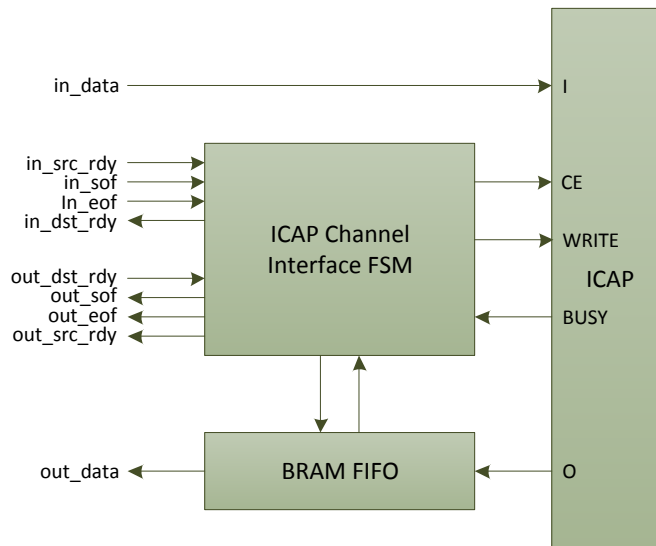 in_data
I
in_src_rdy
in_sof
In_eof
in_dst_rdy
ICAP Channel
Interface FSM
CE
WRITE
ICAP
BUSY
out_dst_rdy
out_sof
out_eof
out_src_rdy
out_data
BRAM FIFO
O